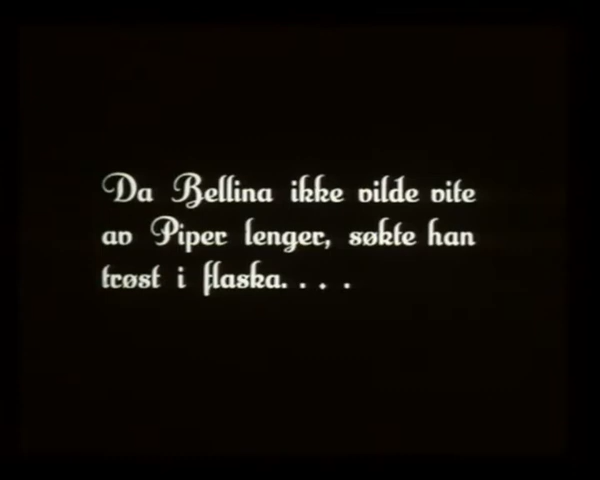 Da Bellina ikke vilde vite
av Piper lenger, søkte han
trøst i flaska. . . .